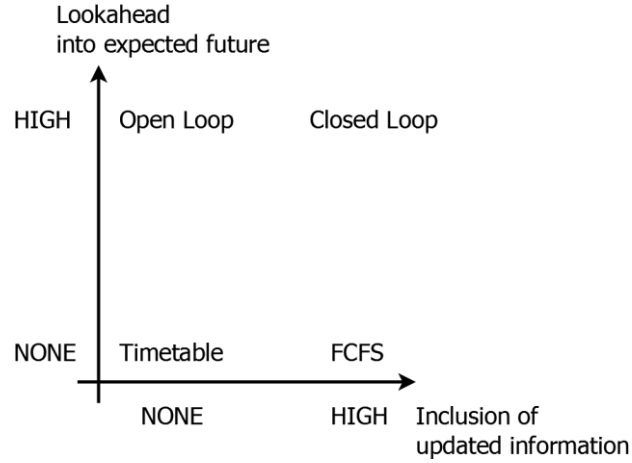 Lookahead
into expected future
HIGH Open Loop Closed Loop
NONE Timetable FCFS
NONE HIGH Inclusion of
updated information